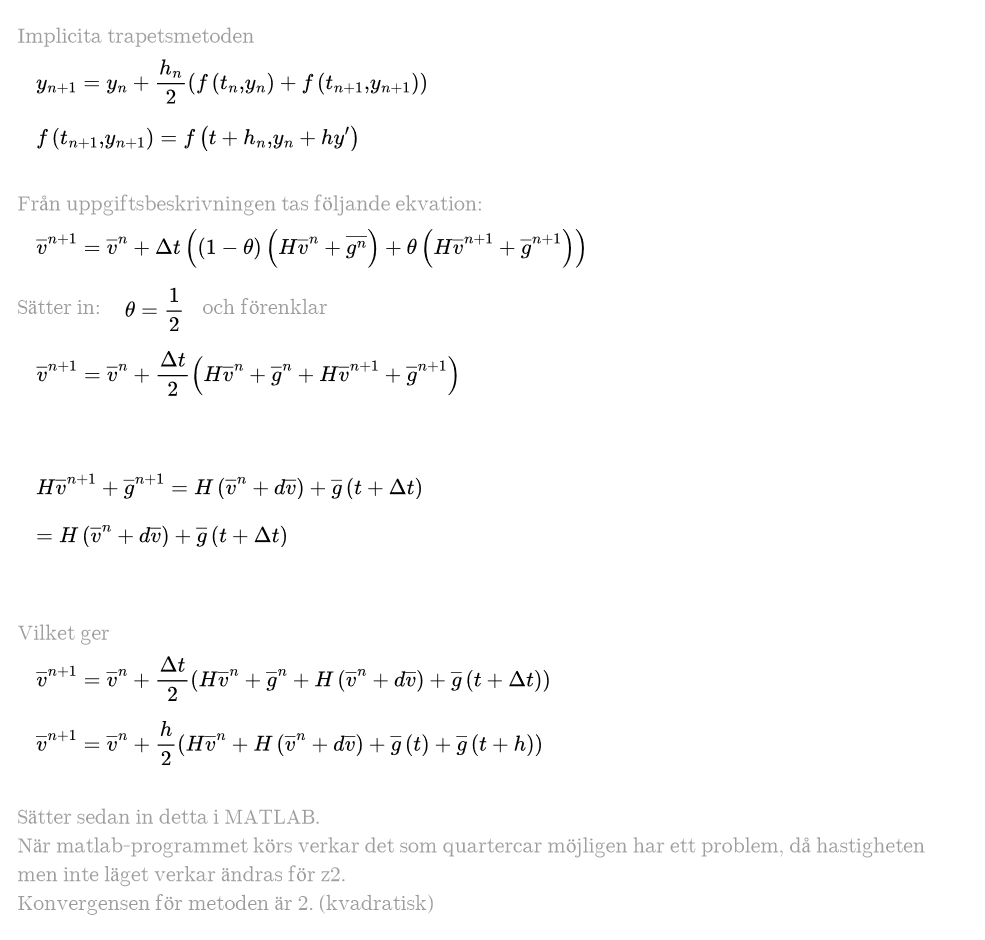 Implicita trapetsmetoden
$y_{n+1} = y_n + \frac{h_n}{2}(f(t_n, y_n) + f(t_{n+1}, y_{n+1}))$
$f(t_{n+1}, y_{n+1}) = f(t + h_n, y_n + hy')$
Från uppgiftsbeskrivningen tas följande ekvation:
$\overline{v}^{n+1} = \overline{v}^n + \Delta t\left((1-\theta)\left(H\overline{v}^n + \overline{g^n}\right) + \theta\left(H\overline{v}^{n+1} + \overline{g}^{n+1}\right)\right)$
Sätter in: $\theta = \frac{1}{2}$ och förenklar
$\overline{v}^{n+1} = \overline{v}^n + \frac{\Delta t}{2}\left(H\overline{v}^n + \overline{g}^n + H\overline{v}^{n+1} + \overline{g}^{n+1}\right)$
$H\overline{v}^{n+1} + \overline{g}^{n+1} = H(\overline{v}^n + d\overline{v}) + \overline{g}(t + \Delta t)$
$= H(\overline{v}^n + d\overline{v}) + \overline{g}(t + \Delta t)$
Vilket ger
$\overline{v}^{n+1} = \overline{v}^n + \frac{\Delta t}{2}(H\overline{v}^n + \overline{g}^n + H(\overline{v}^n + d\overline{v}) + \overline{g}(t + \Delta t))$
$\overline{v}^{n+1} = \overline{v}^n + \frac{h}{2}(H\overline{v}^n + H(\overline{v}^n + d\overline{v}) + \overline{g}(t) + \overline{g}(t + h))$
Sätter sedan in detta i MATLAB.
När matlab-programmet körs verkar det som quartercar möjligen har ett problem, då hastigheten
men inte läget verkar ändras för z2.
Konvergensen för metoden är 2. (kvadratisk)